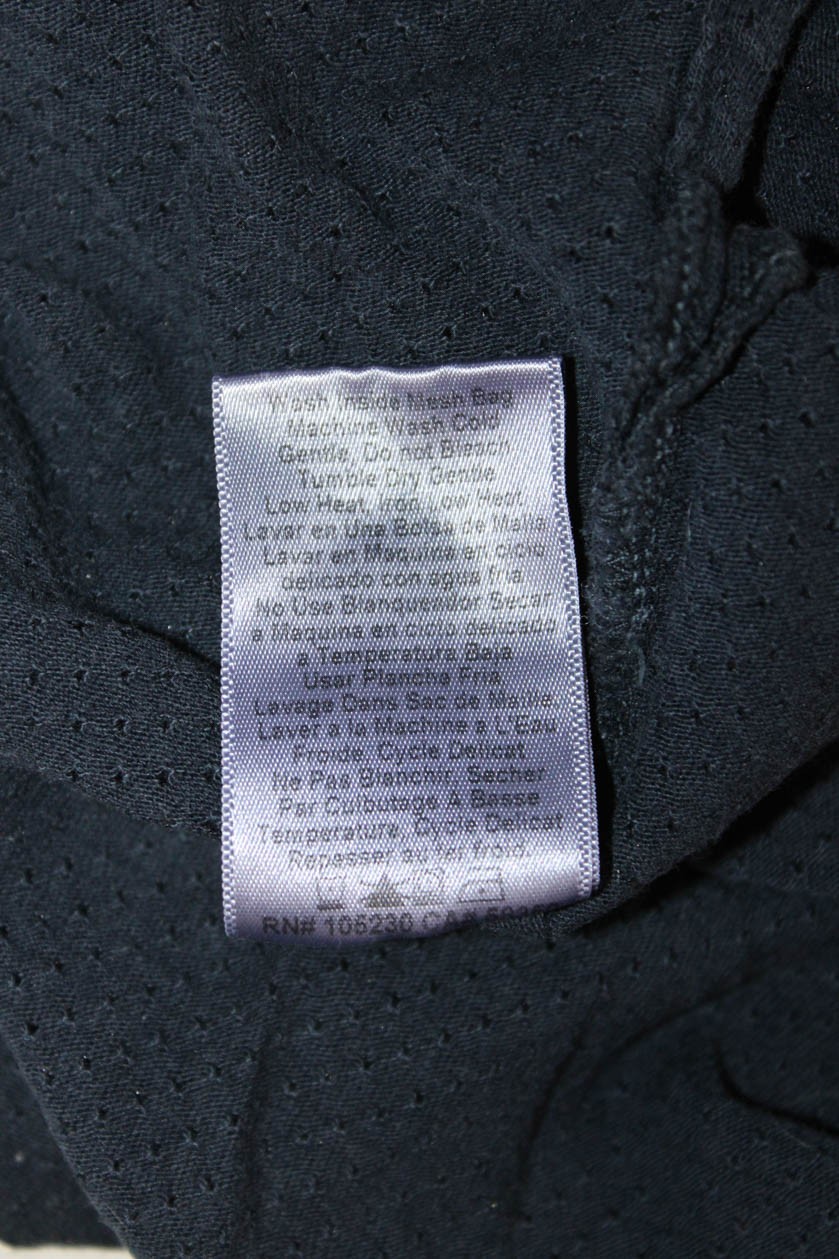 Wash Inside Mesh Bag
Machine Wash Cold
Gentle, Do not Bleach
Tumble Dry Gentle
Low Heat, Iron Low Heat
Lavar en Una Bolsa de Malla
Lavar en Maquina en ciclo
delicado con agua fria
No Use Blanqueador Secar
a Maquina en ciclo delicado
a Temperatura Baja
Usar Plancha Fria
Lavage Dans Sac de Maille
Laver a la Machine a L'Eau
Froide, Cycle Delicat
Ne Pas Blanchir, Secher
Par Culbutage A Basse
Temperature, Cycle Delicat
Repasser au fer froid.
RN# 105230 CA#